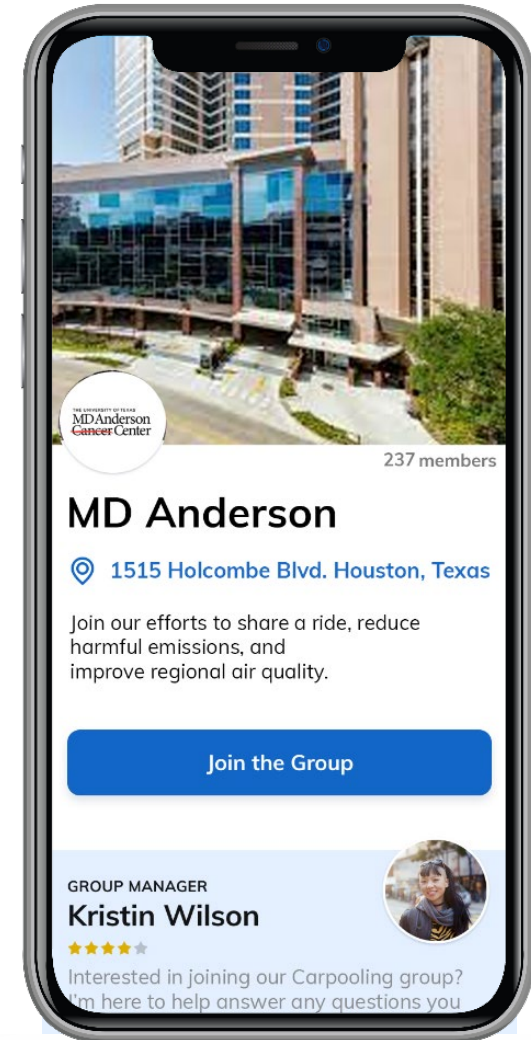 THE UNIVERSITY OF TEXAS
MD Anderson
Cancer Center
237 members
MD Anderson
1515 Holcombe Blvd. Houston, Texas
Join our efforts to share a ride, reduce
harmful emissions, and
improve regional air quality.
Join the Group
GROUP MANAGER
Kristin Wilson
Interested in joining our Carpooling group?
I'm here to help answer any questions you